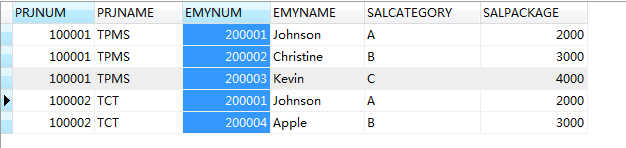 PRJNUM PRJNAME EMYNUM EMYNAME SALCATEGORY SALPACKAGE
100001 TPMS 200001 Johnson A 2000
100001 TPMS 200002 Christine B 3000
100001 TPMS 200003 Kevin C 4000
100002 TCT 200001 Johnson A 2000
100002 TCT 200004 Apple B 3000